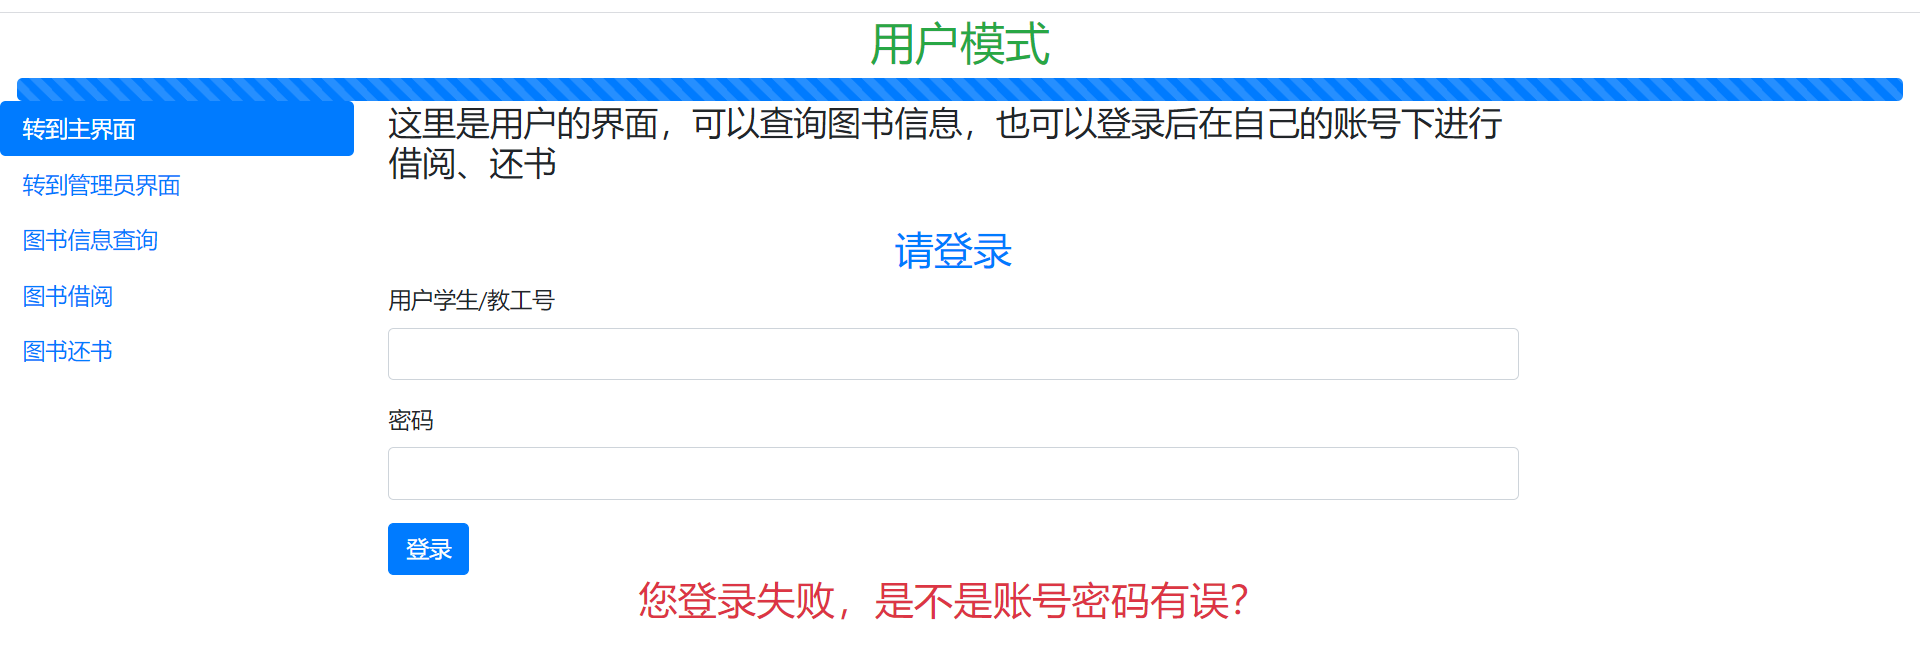 用户模式
转到主界面
转到管理员界面
图书信息查询
图书借阅
图书还书
这里是用户的界面，可以查询图书信息，也可以登录后在自己的账号下进行
借阅、还书
请登录
用户学生/教工号
密码
登录
您登录失败，是不是账号密码有误？